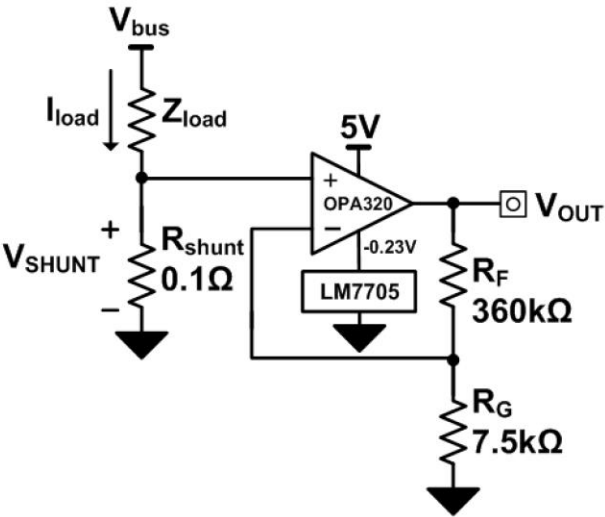 Vbus
Iload
Zload
5V
+
OPA320
−
VOUT
+
VSHUNT
−
Rshunt
0.1Ω
-0.23V
LM7705
RF
360kΩ
RG
7.5kΩ